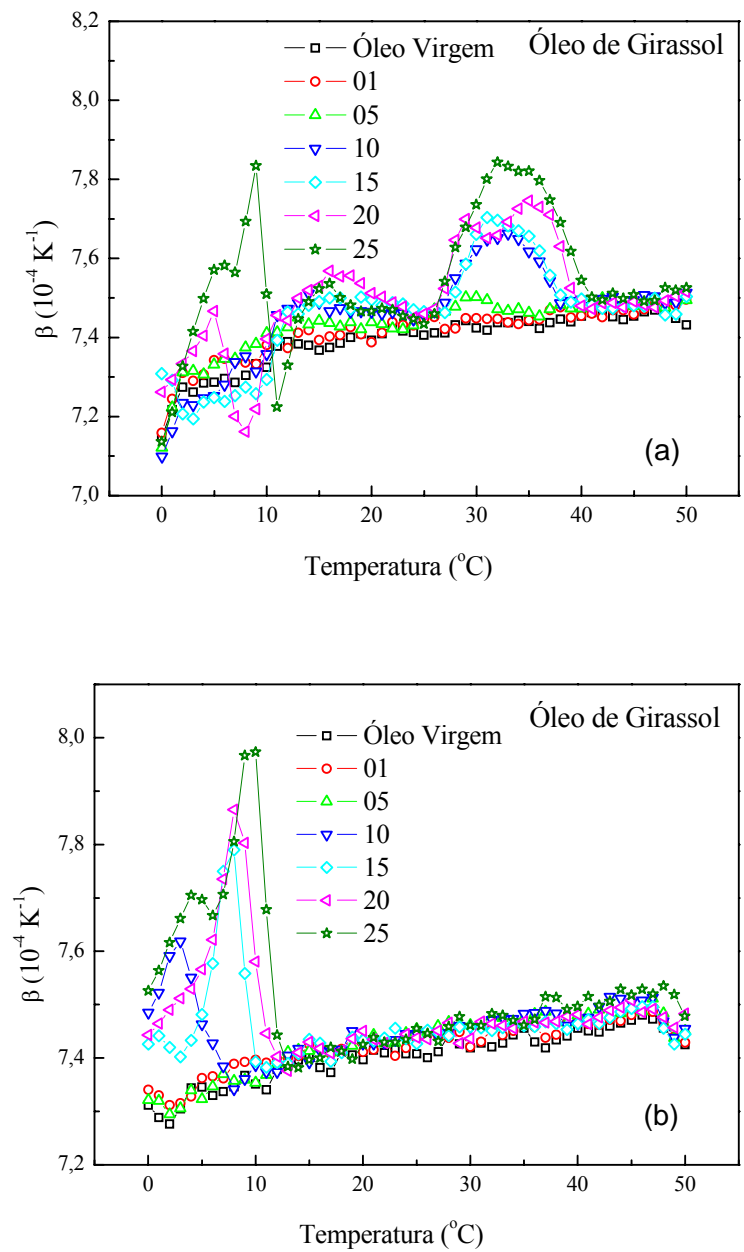 8,2
8,0
7,8
7,6
7,4
7,2
7,0
β (10⁻⁴ K⁻¹)
Óleo Virgem
01
05
10
15
20
25
Óleo de Girassol
(a)
0 10 20 30 40 50
Temperatura (°C)
8,0
7,8
7,6
7,4
7,2
β (10⁻⁴ K⁻¹)
Óleo Virgem
01
05
10
15
20
25
Óleo de Girassol
(b)
0 10 20 30 40 50
Temperatura (°C)